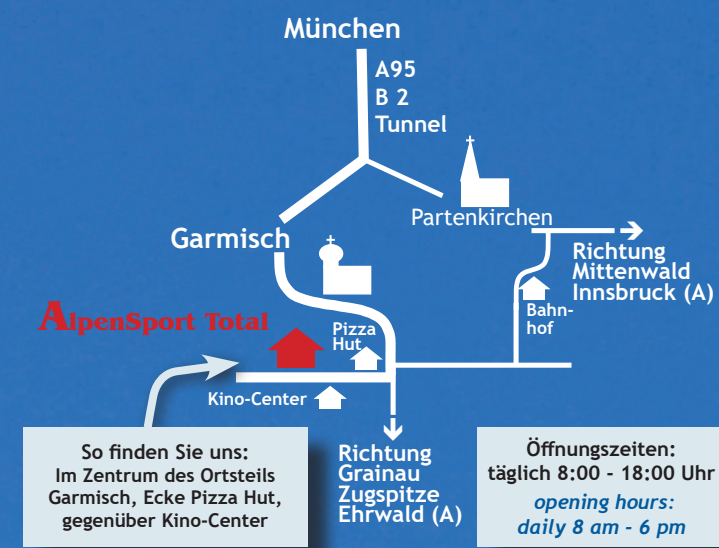 München
A95
B 2
Tunnel
Partenkirchen
Garmisch
Richtung
Mittenwald
Innsbruck (A)
Bahn-
hof
AlpenSport Total
Pizza
Hut
Kino-Center
So finden Sie uns:
Im Zentrum des Ortsteils
Garmisch, Ecke Pizza Hut,
gegenüber Kino-Center
Richtung
Grainau
Zugspitze
Ehrwald (A)
Öffnungszeiten:
täglich 8:00 - 18:00 Uhr
opening hours:
daily 8 am - 6 pm